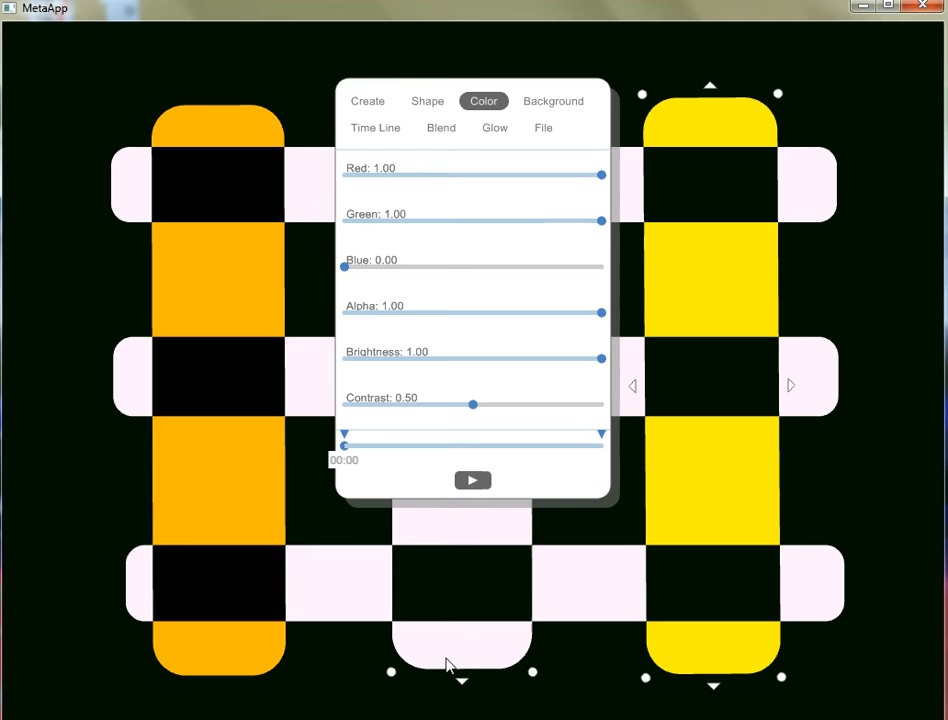 MetaApp
Create Shape Color Background
Time Line Blend Glow File
Red: 1.00
Green: 1.00
Blue: 0.00
Alpha: 1.00
Brightness: 1.00
Contrast: 0.50
00:00